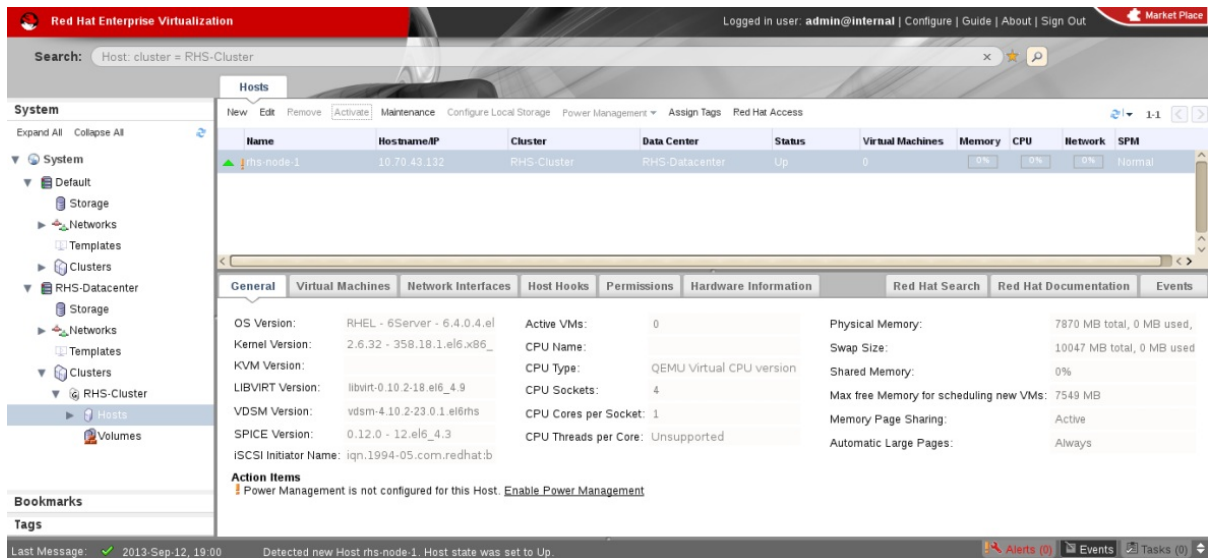 Red Hat Enterprise Virtualization
Logged in user: admin@internal | Configure | Guide | About | Sign Out
Market Place
Search: Host: cluster = RHS-Cluster
x
Hosts
System
New Edit Remove Activate Maintenance Configure Local Storage Power Management Assign Tags Red Hat Access
1-1
Expand All Collapse All
Name Hostname/IP Cluster Data Center Status Virtual Machines Memory CPU Network SPM
rhs-node-1 10.70.43.132 RHS-Cluster RHS-Datacenter Up 0 0% 0% 0% Normal
System
Default
Storage
Networks
Templates
Clusters
RHS-Datacenter
Storage
Networks
Templates
Clusters
RHS-Cluster
Hosts
Volumes
Bookmarks
Tags
General Virtual Machines Network Interfaces Host Hooks Permissions Hardware Information Red Hat Search Red Hat Documentation Events
OS Version: RHEL - 6Server - 6.4.0.4.el
Kernel Version: 2.6.32 - 358.18.1.el6.x86_
KVM Version:
LIBVIRT Version: libvirt-0.10.2-18.el6_4.9
VDSM Version: vdsm-4.10.2-23.0.1.el6rhs
SPICE Version: 0.12.0 - 12.el6_4.3
iSCSI Initiator Name: iqn.1994-05.com.redhat:b
Active VMs: 0
CPU Name:
CPU Type: QEMU Virtual CPU version
CPU Sockets: 4
CPU Cores per Socket: 1
CPU Threads per Core: Unsupported
Physical Memory: 7870 MB total, 0 MB used,
Swap Size: 10047 MB total, 0 MB used
Shared Memory: 0%
Max free Memory for scheduling new VMs: 7549 MB
Memory Page Sharing: Active
Automatic Large Pages: Always
Action Items
Power Management is not configured for this Host. Enable Power Management
Last Message: 2013-Sep-12, 19:00 Detected new Host rhs-node-1. Host state was set to Up.
Alerts (0) Events Tasks (0)